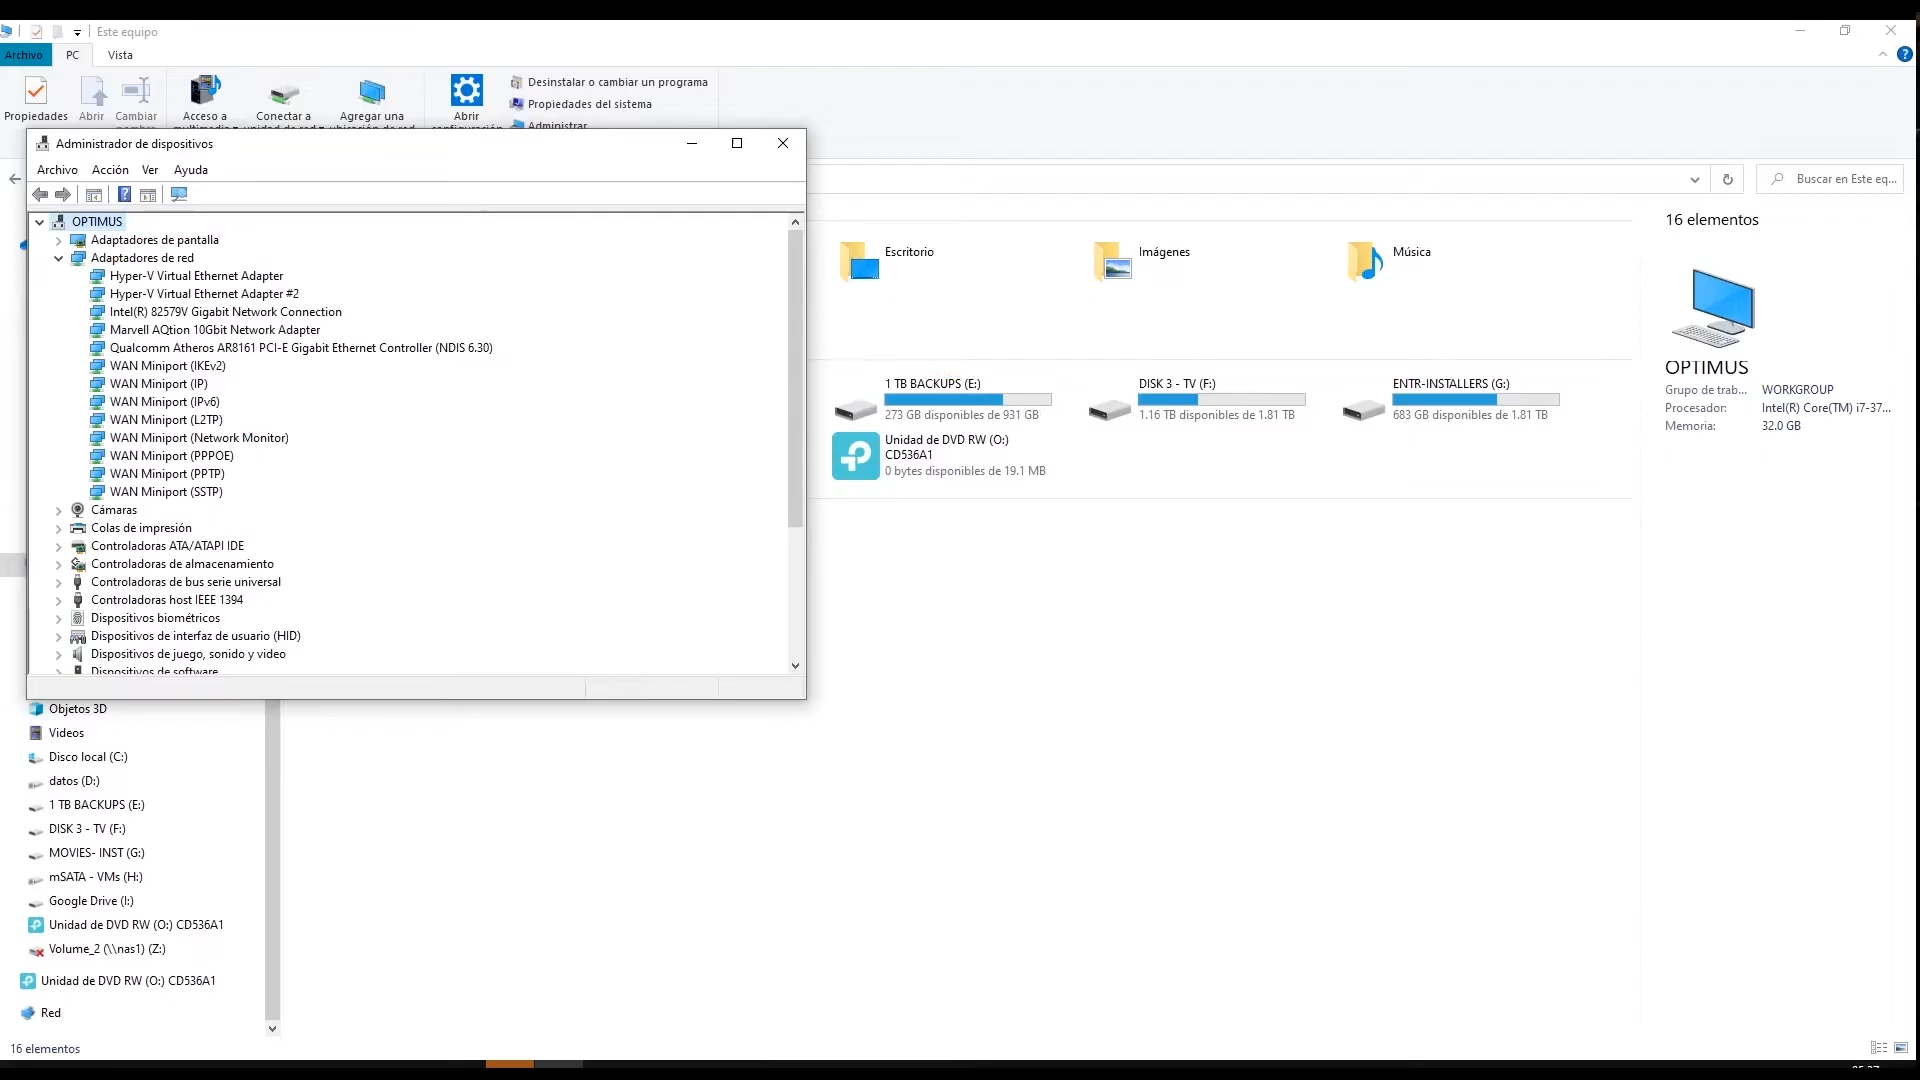 Este equipo
Archivo PC Vista
Propiedades Abrir Cambiar Acceso a Conectar a Agregar una Abrir
Desinstalar o cambiar un programa
Propiedades del sistema
Administrar
Administrador de dispositivos
Archivo Acción Ver Ayuda
OPTIMUS
Adaptadores de pantalla
Adaptadores de red
Hyper-V Virtual Ethernet Adapter
Hyper-V Virtual Ethernet Adapter #2
Intel(R) 82579V Gigabit Network Connection
Marvell AQtion 10Gbit Network Adapter
Qualcomm Atheros AR8161 PCI-E Gigabit Ethernet Controller (NDIS 6.30)
WAN Miniport (IKEv2)
WAN Miniport (IP)
WAN Miniport (IPv6)
WAN Miniport (L2TP)
WAN Miniport (Network Monitor)
WAN Miniport (PPPOE)
WAN Miniport (PPTP)
WAN Miniport (SSTP)
Cámaras
Colas de impresión
Controladoras ATA/ATAPI IDE
Controladoras de almacenamiento
Controladoras de bus serie universal
Controladoras host IEEE 1394
Dispositivos biométricos
Dispositivos de interfaz de usuario (HID)
Dispositivos de juego, sonido y video
Dispositivos de software
Buscar en Este eq...
Escritorio
Imágenes
Música
1 TB BACKUPS (E:)
273 GB disponibles de 931 GB
DISK 3 - TV (F:)
1.16 TB disponibles de 1.81 TB
ENTR-INSTALLERS (G:)
683 GB disponibles de 1.81 TB
Unidad de DVD RW (O:)
CD536A1
0 bytes disponibles de 19.1 MB
16 elementos
OPTIMUS
Grupo de trab... WORKGROUP
Procesador: Intel(R) Core(TM) i7-37...
Memoria: 32.0 GB
Objetos 3D
Videos
Disco local (C:)
datos (D:)
1 TB BACKUPS (E:)
DISK 3 - TV (F:)
MOVIES- INST (G:)
mSATA - VMs (H:)
Google Drive (I:)
Unidad de DVD RW (O:) CD536A1
Volume_2 (\\nas1) (Z:)
Unidad de DVD RW (O:) CD536A1
Red
16 elementos